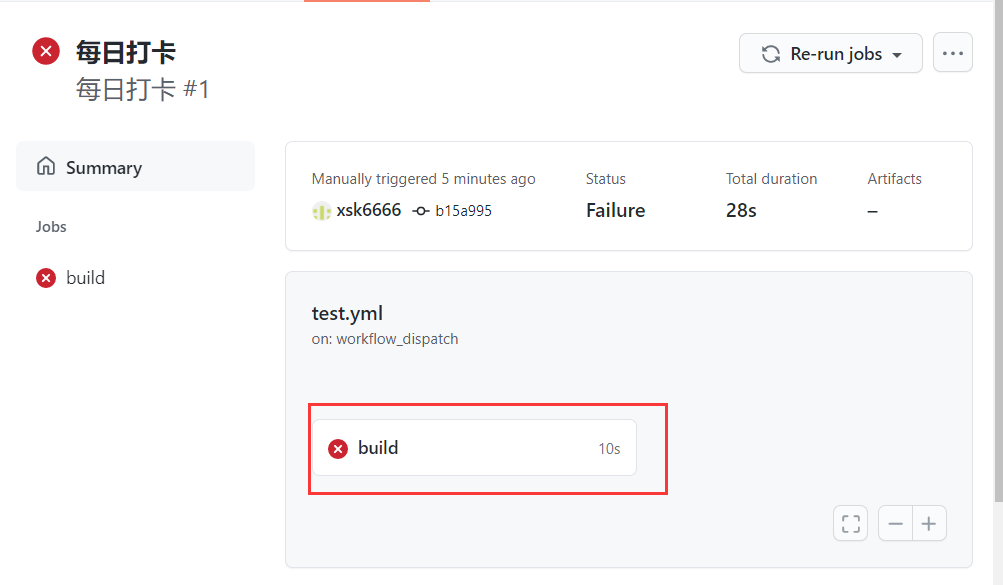 每日打卡
每日打卡 #1
Re-run jobs
Summary
Jobs
build
Manually triggered 5 minutes ago
xsk6666 b15a995
Status
Failure
Total duration
28s
Artifacts
–
test.yml
on: workflow_dispatch
build 10s